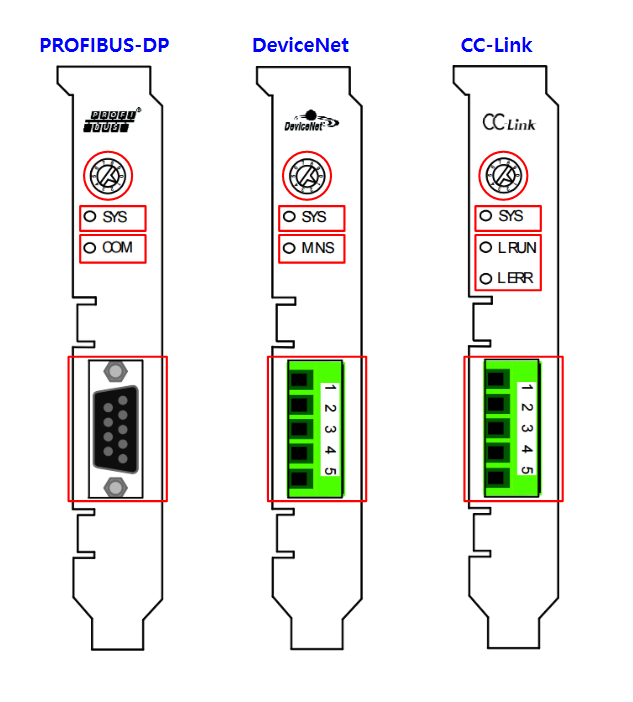 PROFIBUS-DP
DeviceNet
CC-Link
PROFI
BUS
®
SYS
COM
DeviceNet
SYS
MNS
1
2
3
4
5
CC-Link
SYS
L RUN
L ERR
1
2
3
4
5